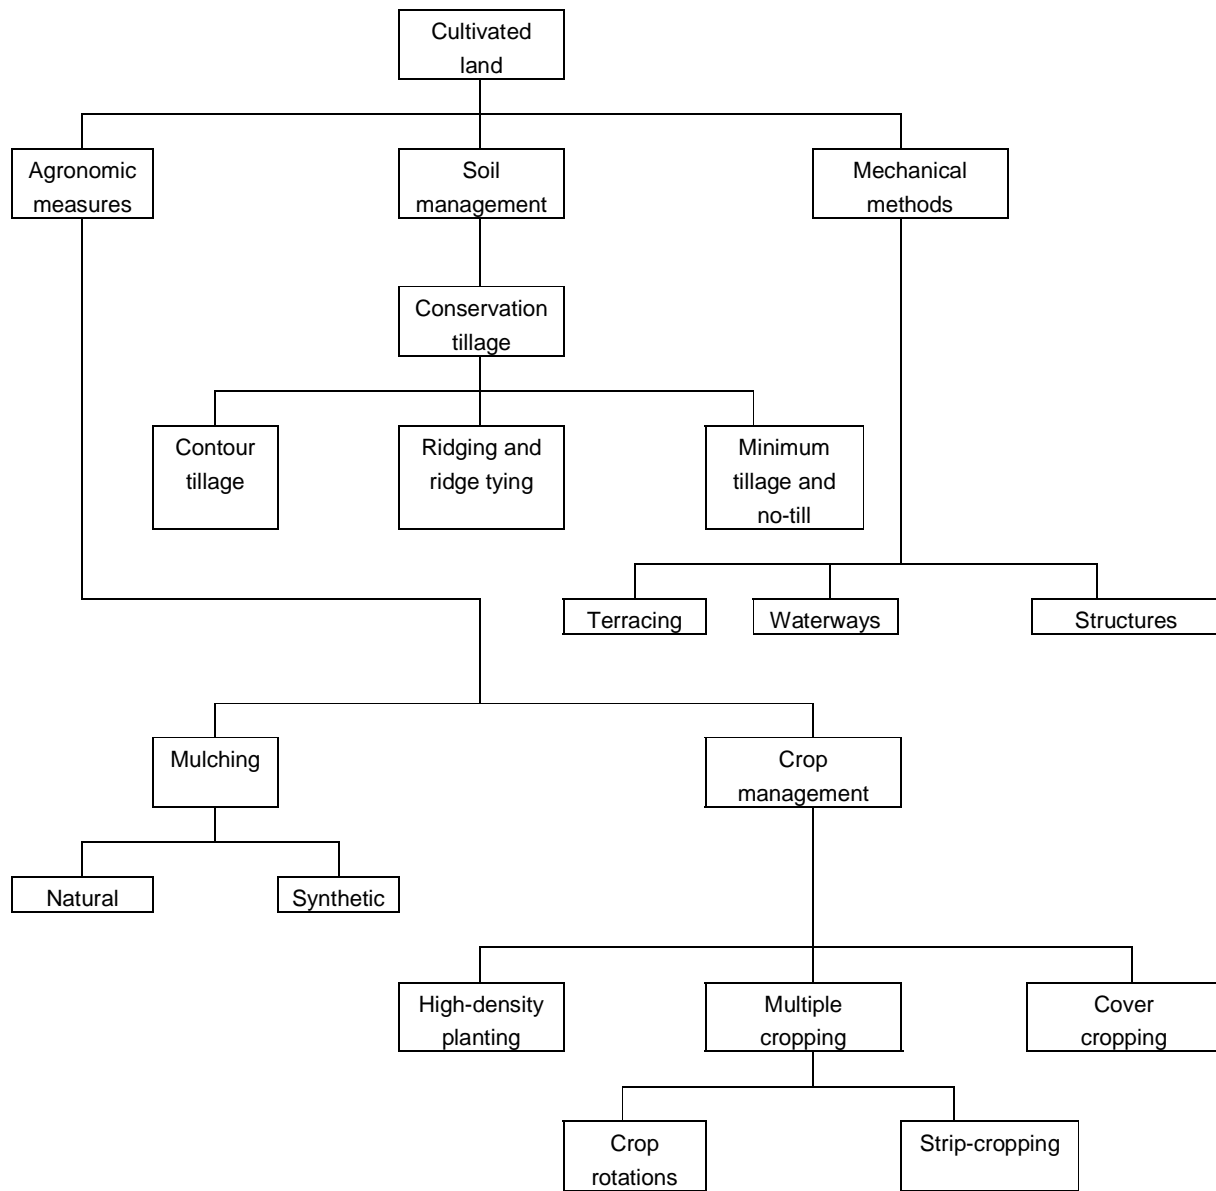 Cultivated
land
Agronomic
measures
Soil
management
Mechanical
methods
Conservation
tillage
Contour
tillage
Ridging and
ridge tying
Minimum
tillage and
no-till
Terracing
Waterways
Structures
Mulching
Crop
management
Natural
Synthetic
High-density
planting
Multiple
cropping
Cover
cropping
Crop
rotations
Strip-cropping